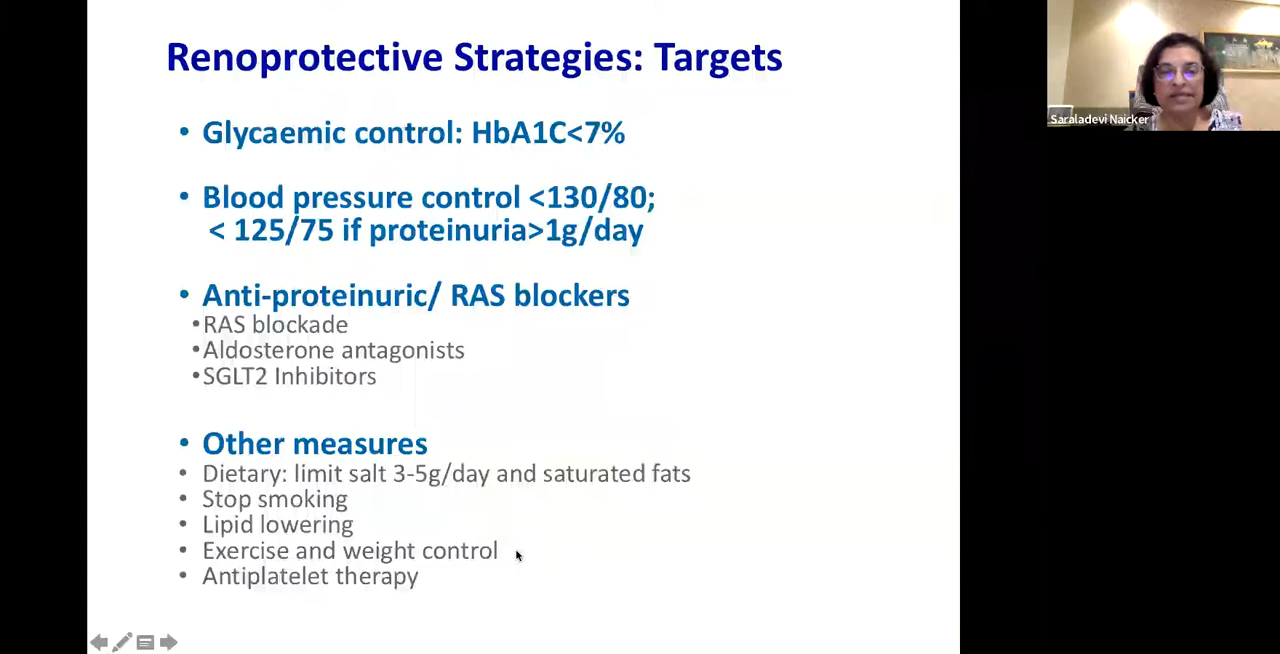 Renoprotective Strategies: Targets
• Glycaemic control: HbA1C<7%
• Blood pressure control <130/80;
< 125/75 if proteinuria>1g/day
• Anti-proteinuric/ RAS blockers
•RAS blockade
•Aldosterone antagonists
•SGLT2 Inhibitors
• Other measures
• Dietary: limit salt 3-5g/day and saturated fats
• Stop smoking
• Lipid lowering
• Exercise and weight control
• Antiplatelet therapy
Saraladevi Naicker